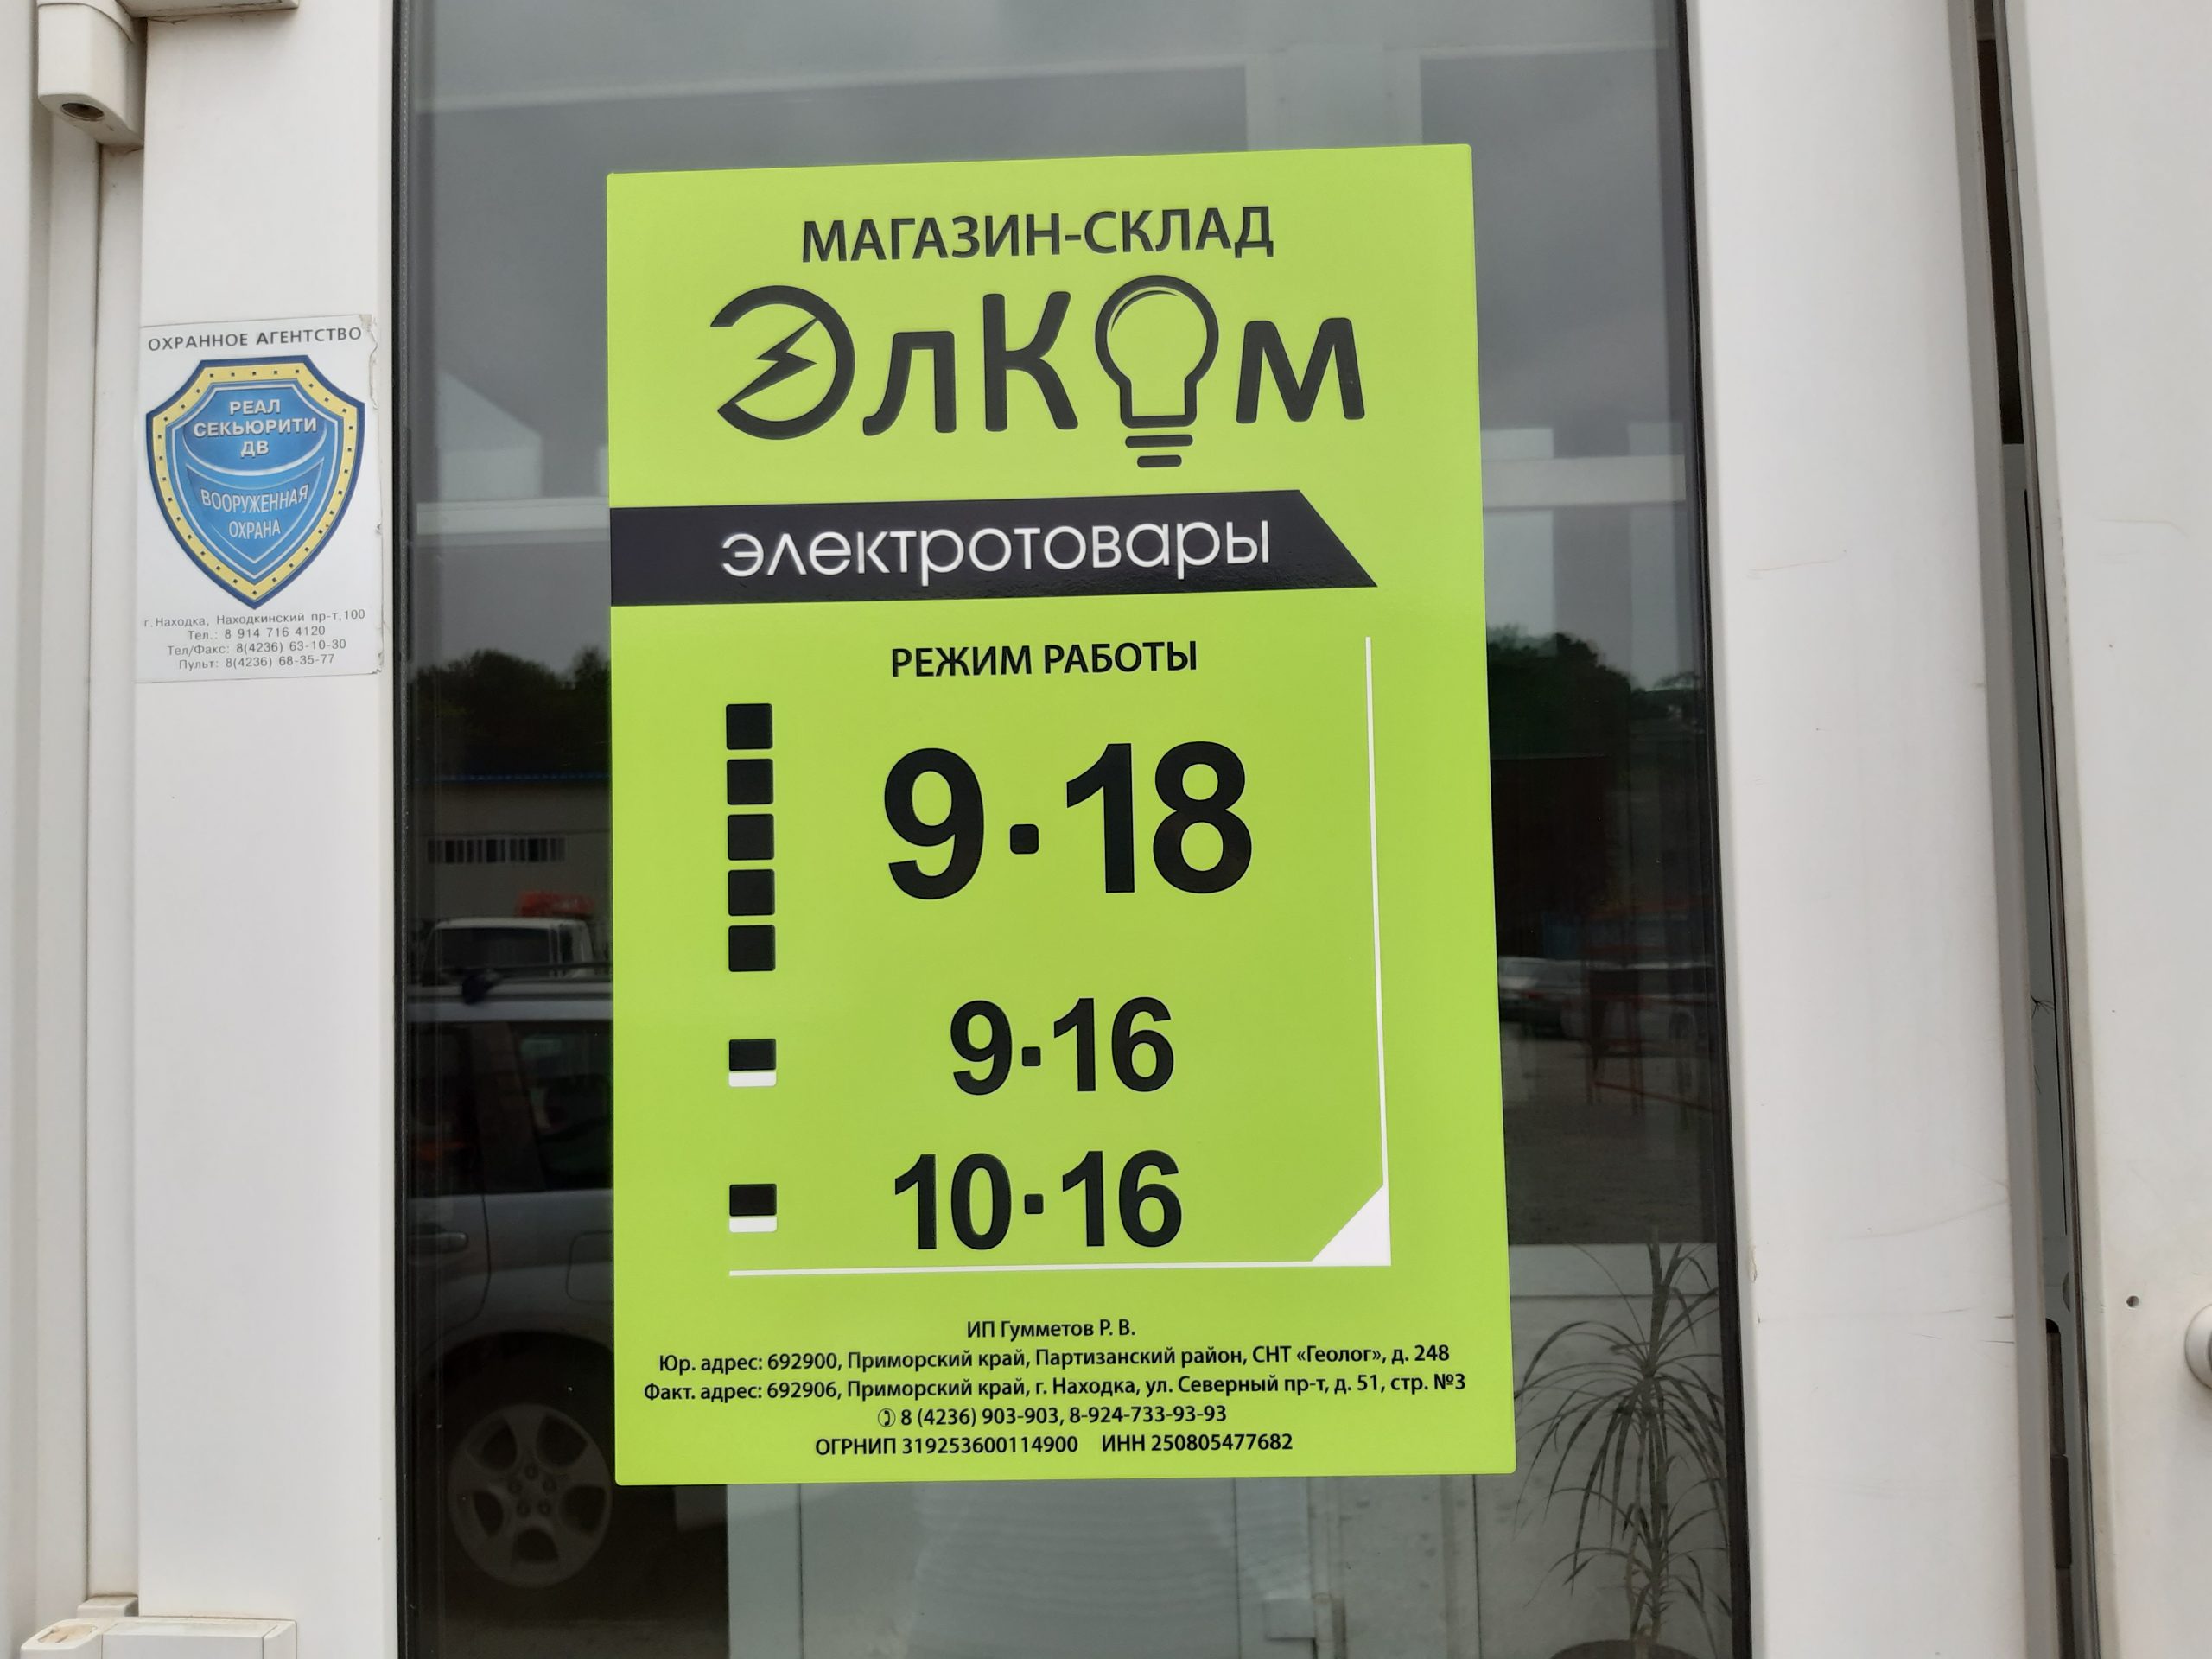 ОХРАННОЕ АГЕНТСТВО
РЕАЛ
СЕКЬЮРИТИ
ДВ
ВООРУЖЕННАЯ
ОХРАНА
г.Находка, Находкинский пр-т,100
Тел.: 8 914 716 4120
Тел/Факс: 8(4236) 63-10-30
Пульт: 8(4236) 68-35-77
МАГАЗИН-СКЛАД
ЭлКОм
электротовары
РЕЖИМ РАБОТЫ
9·18
9·16
10·16
ИП Гумметов Р. В.
Юр. адрес: 692900, Приморский край, Партизанский район, СНТ «Геолог», д. 248
Факт. адрес: 692906, Приморский край, г. Находка, ул. Северный пр-т, д. 51, стр. №3
✆ 8 (4236) 903-903, 8-924-733-93-93
ОГРНИП 319253600114900 ИНН 250805477682